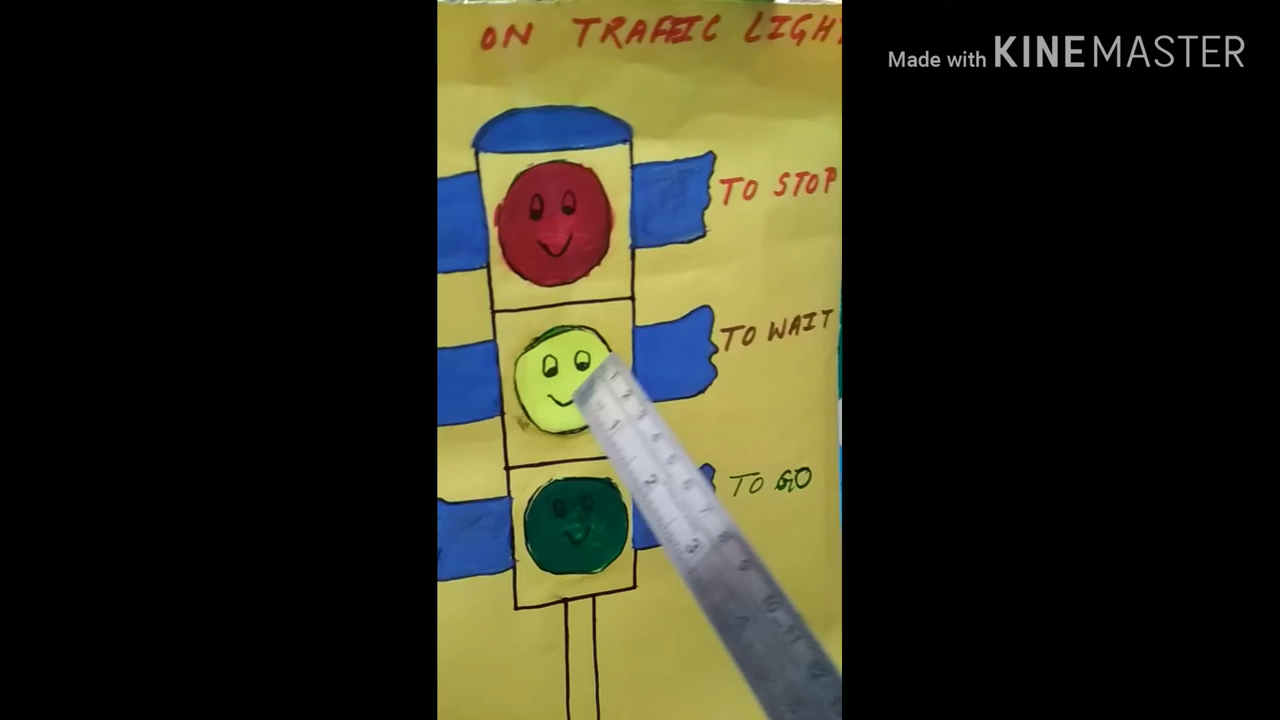 ON TRAFFIC LIGH
Made with KINEMASTER
TO STOP
TO WAIT
TO GO